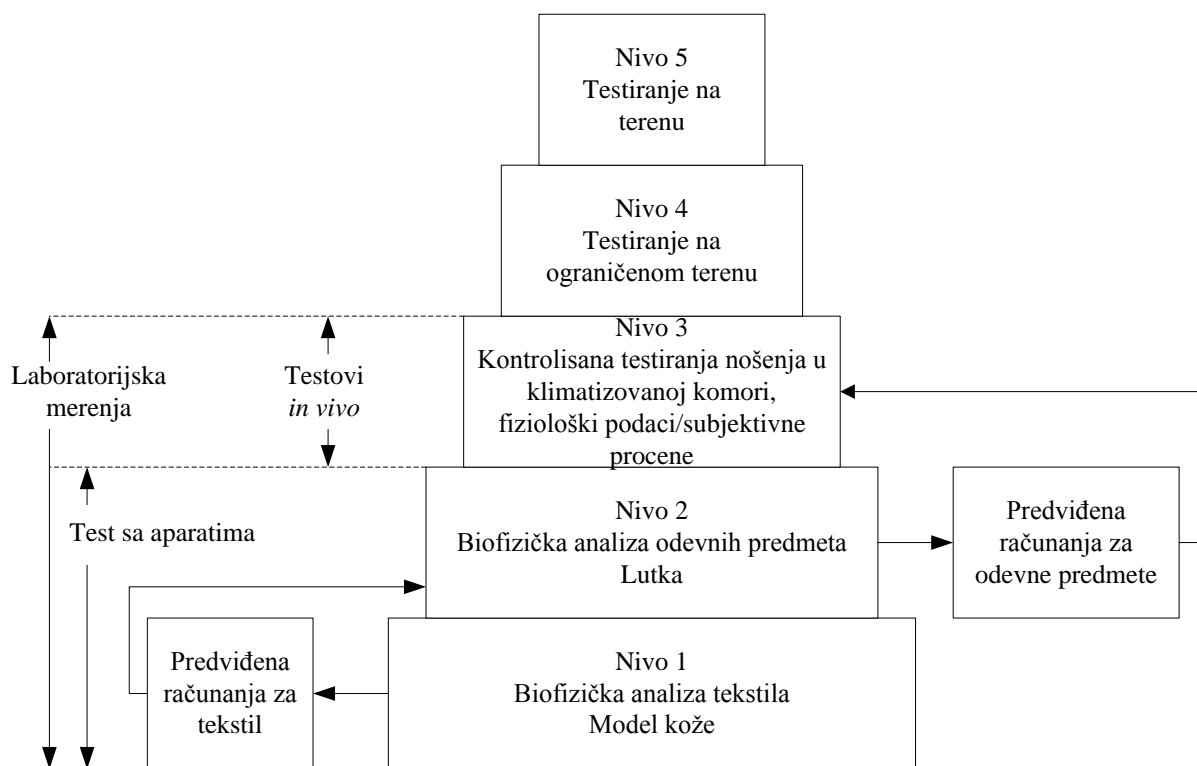 Nivo 5
Testiranje na
terenu
Nivo 4
Testiranje na
ograničenom terenu
Nivo 3
Kontrolisana testiranja nošenja u
klimatizovanoj komori,
fiziološki podaci/subjektivne
procene
Laboratorijska
merenja
Testovi
in vivo
Test sa aparatima
Nivo 2
Biofizička analiza odevnih predmeta
Lutka
Predviđena
računanja za
odevne predmete
Predviđena
računanja za
tekstil
Nivo 1
Biofizička analiza tekstila
Model kože